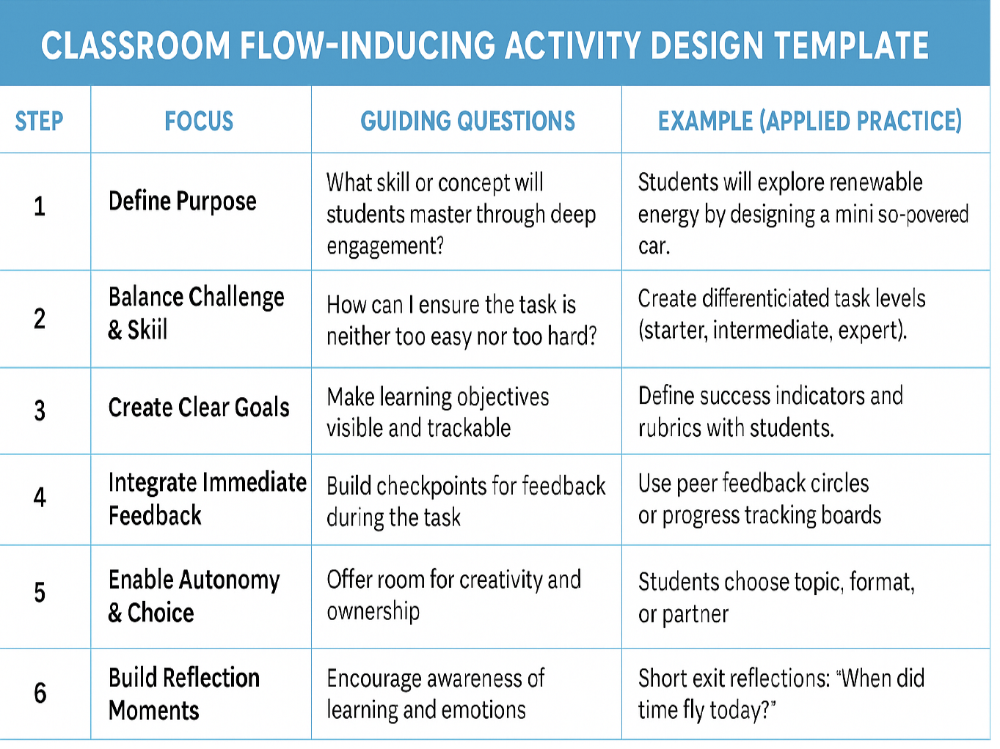 CLASSROOM FLOW-INDUCING ACTIVITY DESIGN TEMPLATE
STEP
FOCUS
GUIDING QUESTIONS
EXAMPLE (APPLIED PRACTICE)
1
Define Purpose
What skill or concept will
students master through deep
engagement?
Students will explore renewable
energy by designing a mini so-povered
car.
2
Balance Challenge
& Skiil
How can I ensure the task is
neither too easy nor too hard?
Create differenticiated task levels
(starter, intermediate, expert).
3
Create Clear Goals
Make learning objectives
visible and trackable
Define success indicators and
rubrics with students.
4
Integrate Immediate
Feedback
Build checkpoints for feedback
during the task
Use peer feedback circles
or progress tracking boards
5
Enable Autonomy
& Choice
Offer room for creativity and
ownership
Students choose topic, format,
or partner
6
Build Reflection
Moments
Encourage awareness of
learning and emotions
Short exit reflections: “When did
time fly today?”